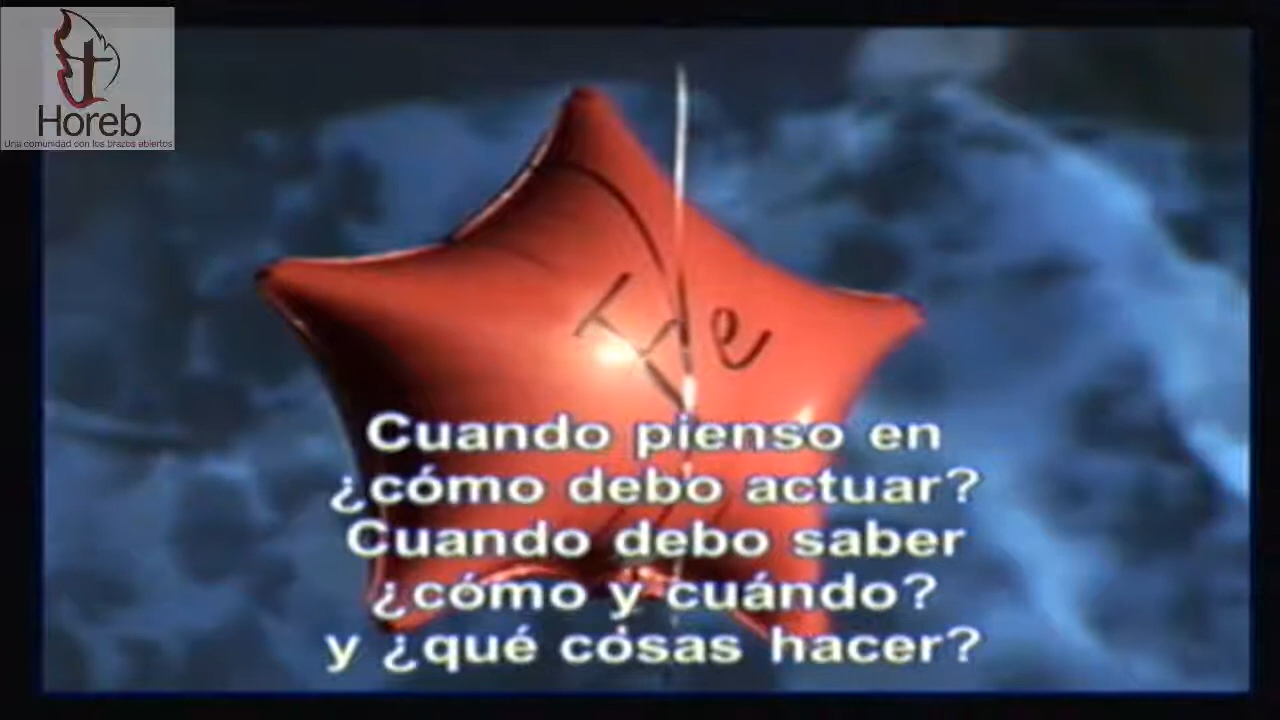 Horeb
Una comunidad con los brazos abiertos
Cuando pienso en
¿cómo debo actuar?
Cuando debo saber
¿cómo y cuándo?
y ¿qué cosas hacer?